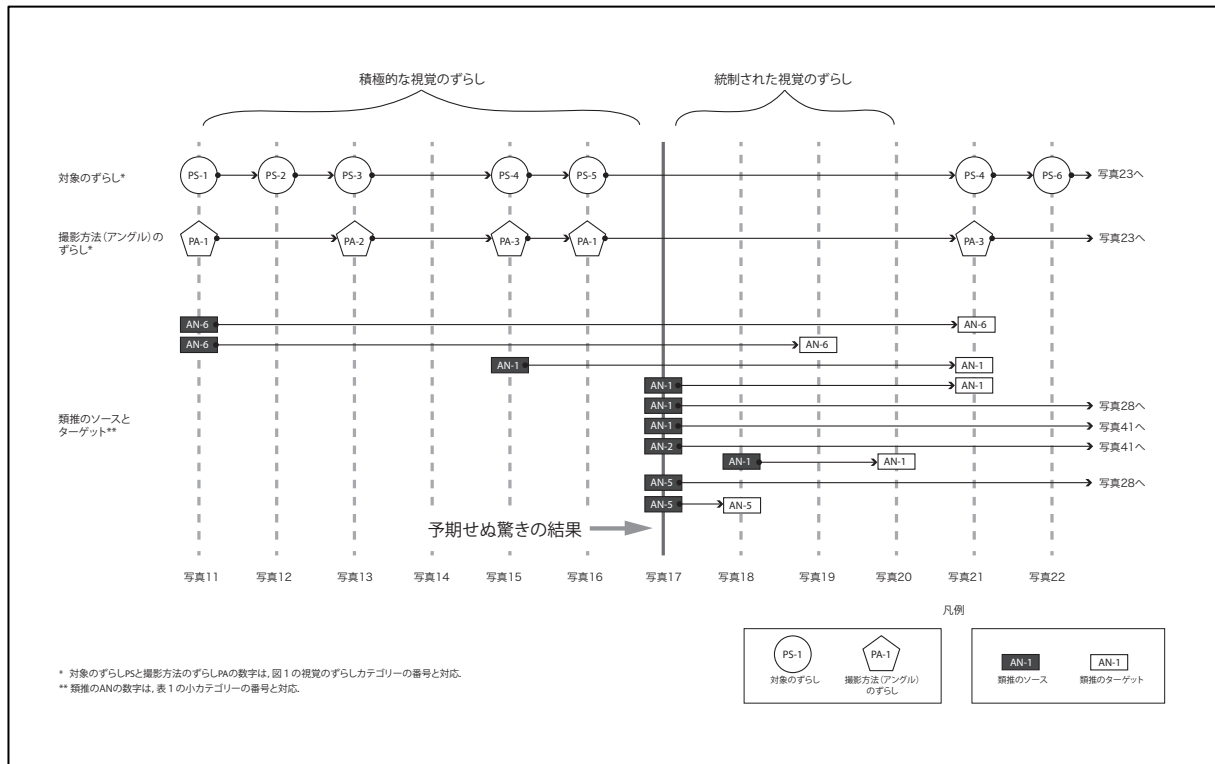 積極的な視覚のずらし
統制された視覚のずらし
対象のずらし*
PS-1
PS-2
PS-3
PS-4
PS-5
PS-4
PS-6
写真23へ
撮影方法(アングル)の
ずらし*
PA-1
PA-2
PA-3
PA-1
PA-3
写真23へ
類推のソースと
ターゲット**
AN-6
AN-6
AN-6
AN-6
AN-1
AN-1
AN-1
AN-1
AN-1
写真28へ
AN-1
写真41へ
AN-2
写真41へ
AN-1
AN-1
AN-5
写真28へ
AN-5
AN-5
予期せぬ驚きの結果
写真11
写真12
写真13
写真14
写真15
写真16
写真17
写真18
写真19
写真20
写真21
写真22
凡例
PS-1
対象のずらし
PA-1
撮影方法(アングル)
のずらし
AN-1
類推のソース
AN-1
類推のターゲット
* 対象のずらしPSと撮影方法のずらしPAの数字は, 図1の視覚のずらしカテゴリーの番号と対応.
** 類推のANの数字は, 表1の小カテゴリーの番号と対応.